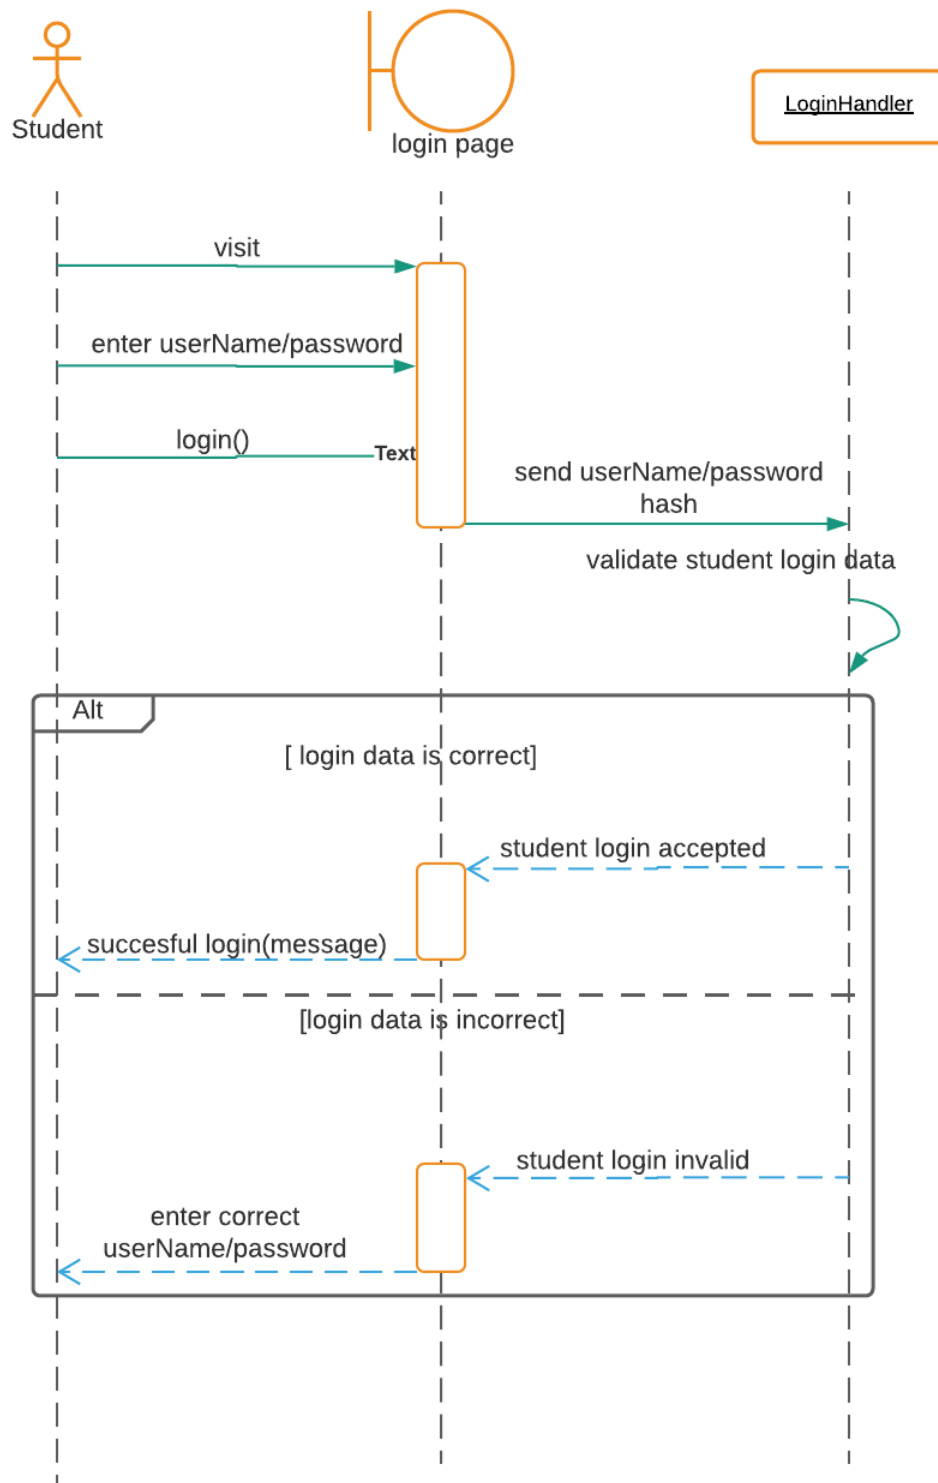 Student
login page
LoginHandler
visit
enter userName/password
login()
Text
send userName/password
hash
validate student login data
Alt
[ login data is correct]
student login accepted
succesful login(message)
[login data is incorrect]
student login invalid
enter correct
userName/password